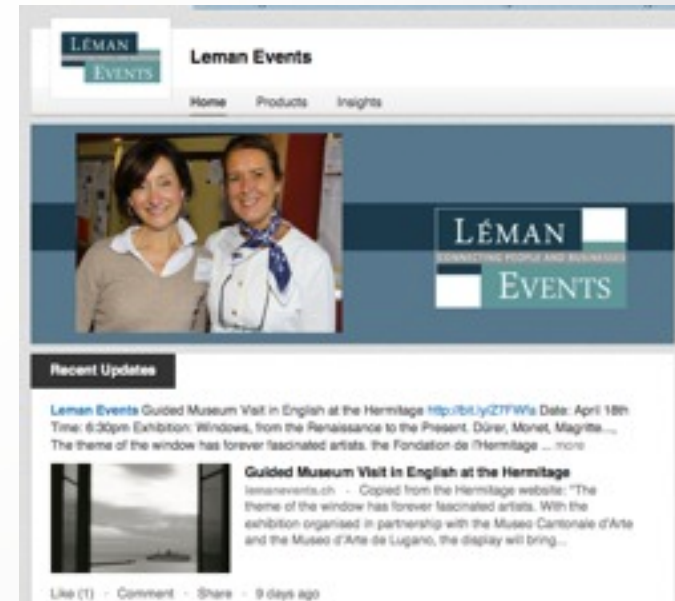 LÉMAN
EVENTS
Leman Events
Home Products Insights
LÉMAN
CONNECTING PEOPLE AND BUSINESSES
EVENTS
Recent Updates
Leman Events Guided Museum Visit in English at the Hermitage http://bit.ly/Z7FWfa Date: April 18th
Time: 6:30pm Exhibition: Windows, from the Renaissance to the Present. Dürer, Monet, Magritte...,
The theme of the window has forever fascinated artists. the Fondation de l'Hermitage ... more
Guided Museum Visit in English at the Hermitage
lemanevents.ch - Copied from the Hermitage website: "The
theme of the window has forever fascinated artists. With the
exhibition organised in partnership with the Museo Cantonale d'Arte
and the Museo d'Arte de Lugano, the display will bring...
Like (1) · Comment · Share · 9 days ago